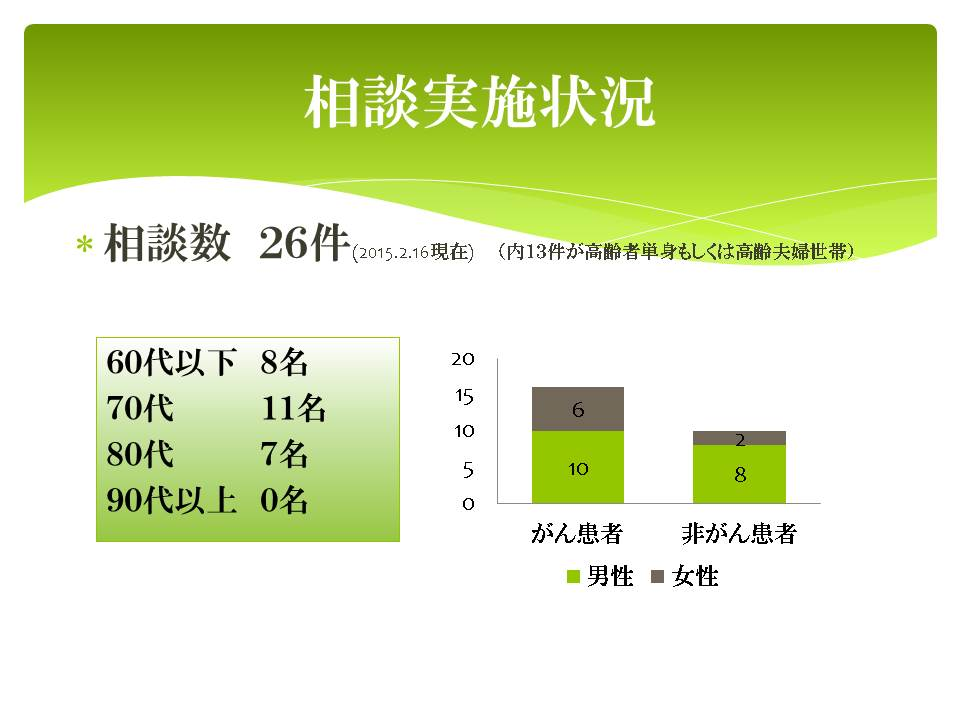 相談実施状況
* 相談数　26件(2015.2.16現在)　（内13件が高齢者単身もしくは高齢夫婦世帯）
60代以下　8名
70代　11名
80代　7名
90代以上　0名
20
15
10
5
0
6
10
2
8
がん患者　非がん患者
男性　女性